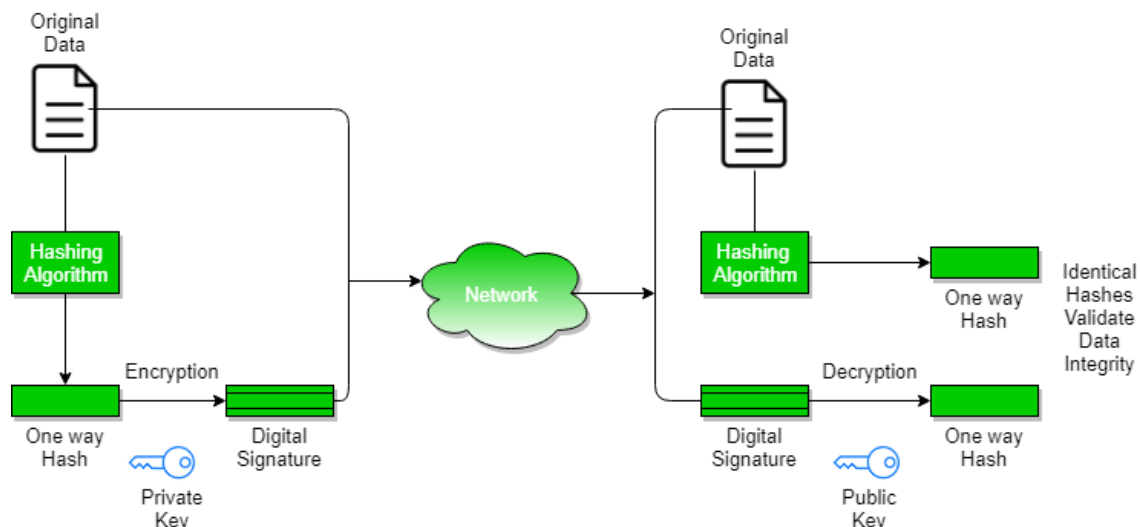 Original
Data
Hashing
Algorithm
One way
Hash
Encryption
Private
Key
Digital
Signature
Network
Original
Data
Hashing
Algorithm
One way
Hash
Digital
Signature
Decryption
Public
Key
One way
Hash
Identical
Hashes
Validate
Data
Integrity